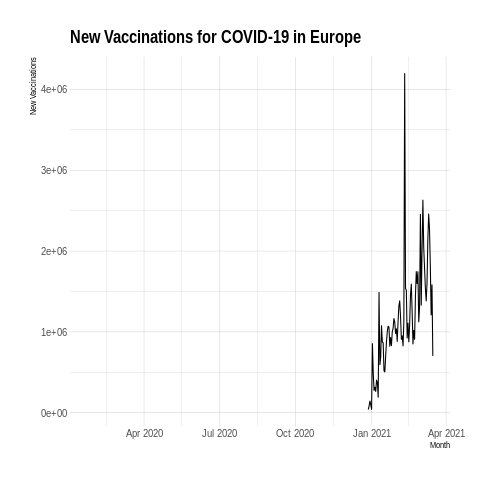 New Vaccinations for COVID-19 in Europe
New Vaccinations
4e+06
3e+06
2e+06
1e+06
0e+00
Apr 2020 Jul 2020 Oct 2020 Jan 2021 Apr 2021
Month